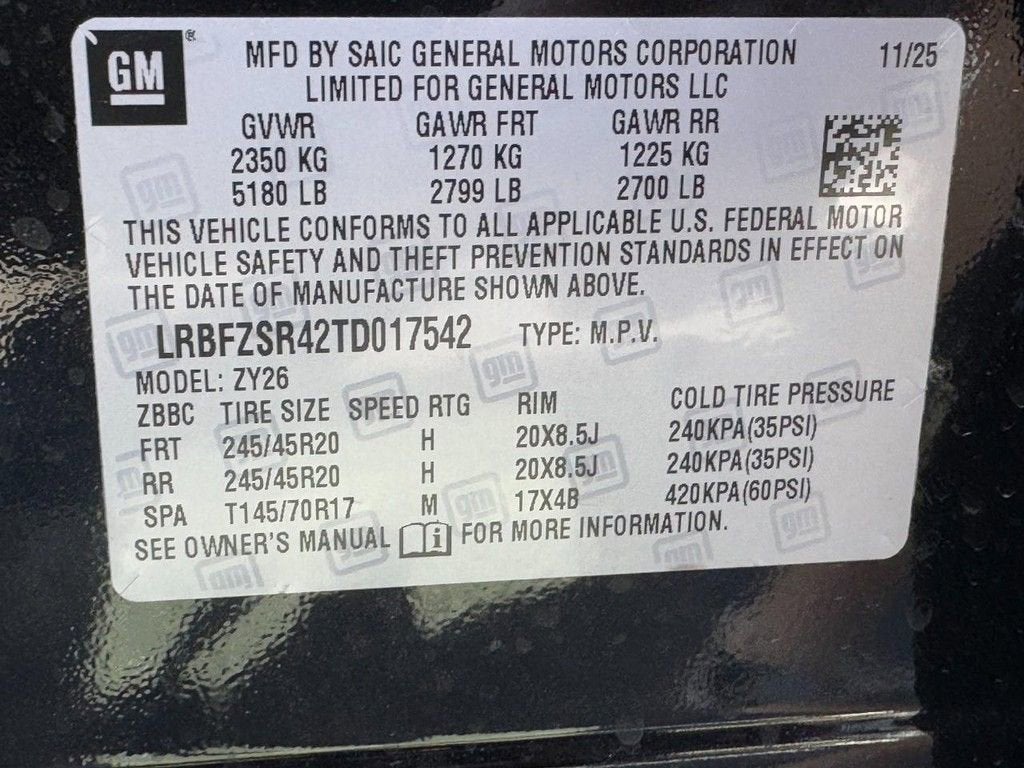 GM ® MFD BY SAIC GENERAL MOTORS CORPORATION 11/25
LIMITED FOR GENERAL MOTORS LLC
GVWR GAWR FRT GAWR RR
2350 KG 1270 KG 1225 KG
5180 LB 2799 LB 2700 LB
THIS VEHICLE CONFORMS TO ALL APPLICABLE U.S. FEDERAL MOTOR
VEHICLE SAFETY AND THEFT PREVENTION STANDARDS IN EFFECT ON
THE DATE OF MANUFACTURE SHOWN ABOVE.
LRBFZSR42TD017542 TYPE: M.P.V.
MODEL: ZY26
ZBBC TIRE SIZE SPEED RTG RIM COLD TIRE PRESSURE
FRT 245/45R20 H 20X8.5J 240KPA(35PSI)
RR 245/45R20 H 20X8.5J 240KPA(35PSI)
SPA T145/70R17 M 17X4B 420KPA(60PSI)
SEE OWNER'S MANUAL i FOR MORE INFORMATION.